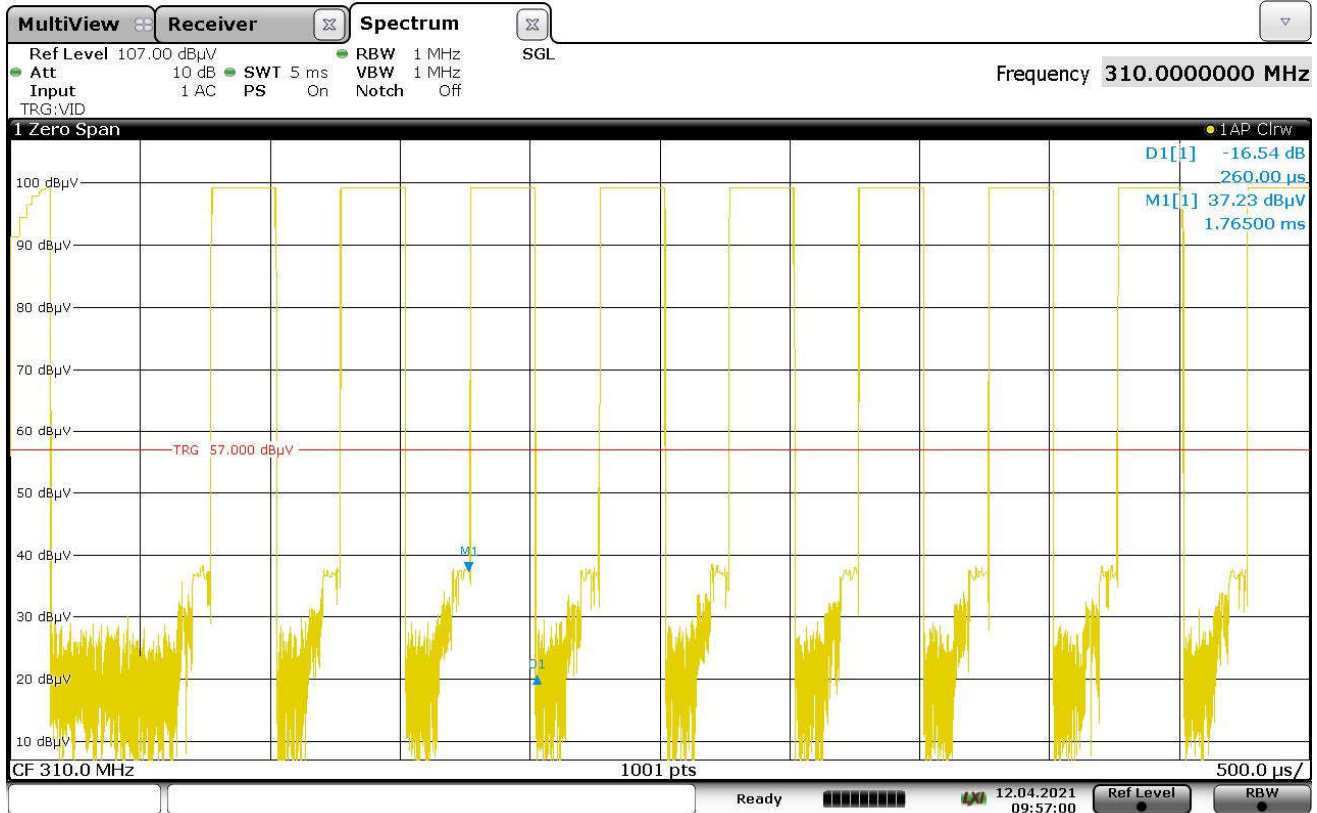 MultiView Receiver Spectrum
Ref Level 107.00 dBµV RBW 1 MHz SGL
Att 10 dB SWT 5 ms VBW 1 MHz Frequency 310.0000000 MHz
Input 1 AC PS On Notch Off
TRG:VID
1 Zero Span 1AP Clrw
D1[1] -16.54 dB
260.00 µs
M1[1] 37.23 dBµV
1.76500 ms
100 dBµV
90 dBµV
80 dBµV
70 dBµV
60 dBµV
TRG 57.000 dBµV
50 dBµV
40 dBµV
M1
30 dBµV
D1
20 dBµV
10 dBµV
CF 310.0 MHz 1001 pts 500.0 µs/
Ready LXI 12.04.2021 Ref Level RBW
09:57:00